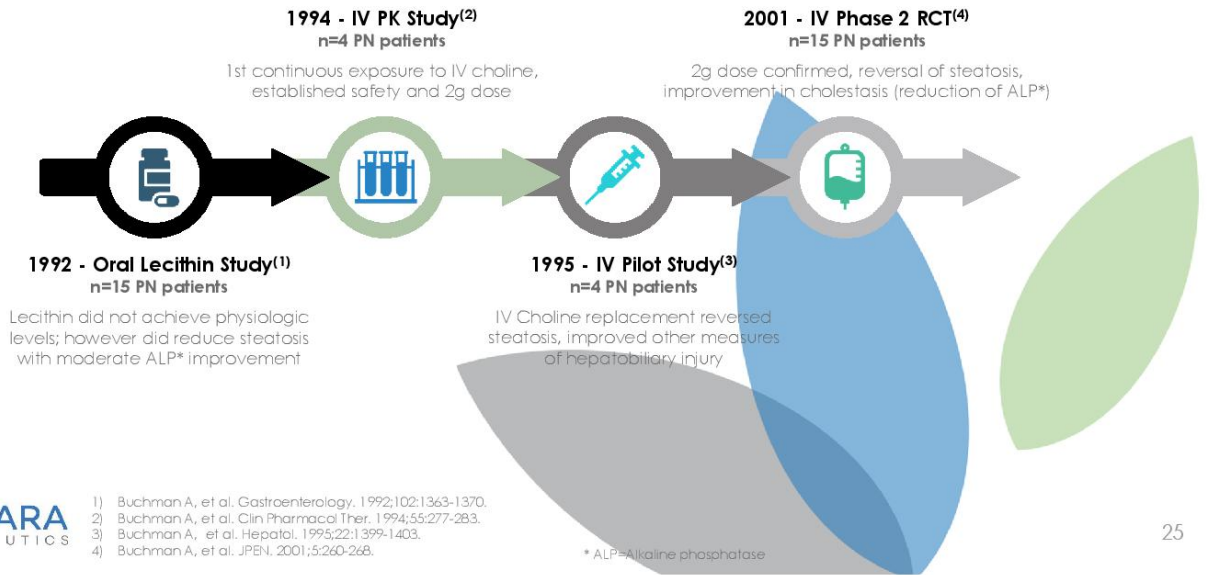 1994 - IV PK Study(2)
n=4 PN patients
1st continuous exposure to IV choline,
established safety and 2g dose
2001 - IV Phase 2 RCT(4)
n=15 PN patients
2g dose confirmed, reversal of steatosis,
improvement in cholestasis (reduction of ALP*)
1992 - Oral Lecithin Study(1)
n=15 PN patients
Lecithin did not achieve physiologic
levels; however did reduce steatosis
with moderate ALP* improvement
1995 - IV Pilot Study(3)
n=4 PN patients
IV Choline replacement reversed
steatosis, improved other measures
of hepatobiliary injury
ARA
UTICS
1) Buchman A, et al. Gastroenterology. 1992;102:1363-1370.
2) Buchman A, et al. Clin Pharmacol Ther. 1994;55:277-283.
3) Buchman A, et al. Hepatol. 1995;22:1399-1403.
4) Buchman A, et al. JPEN. 2001;5:260-268.
* ALP=Alkaline phosphatase
25